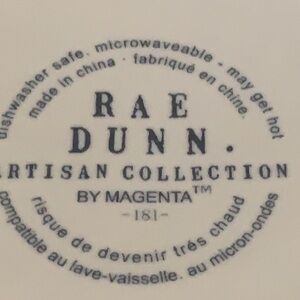 dishwasher safe. microwaveable - may get hot
made in china · fabriqué en chine.
RAE
DUNN.
ARTISAN COLLECTION
BY MAGENTA™
-181-
risque de devenir très chaud
compatible au lave-vaisselle. au micron-ondes